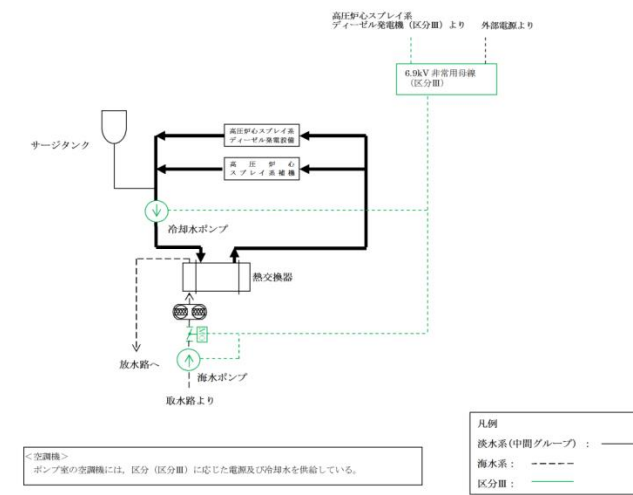 高圧炉心スプレイ系
ディーゼル発電機（区分Ⅲ）より
外部電源より
6.9kV 非常用母線
（区分Ⅲ）
サージタンク
高圧炉心スプレイ系
ディーゼル発電設備
高圧炉心
スプレイ系補機
冷却水ポンプ
熱交換器
放水路へ
海水ポンプ
取水路より
＜空調機＞
ポンプ室の空調機には，区分（区分Ⅲ）に応じた電源及び冷却水を供給している。
凡例
淡水系(中間グループ)：
海水系：
区分Ⅲ：